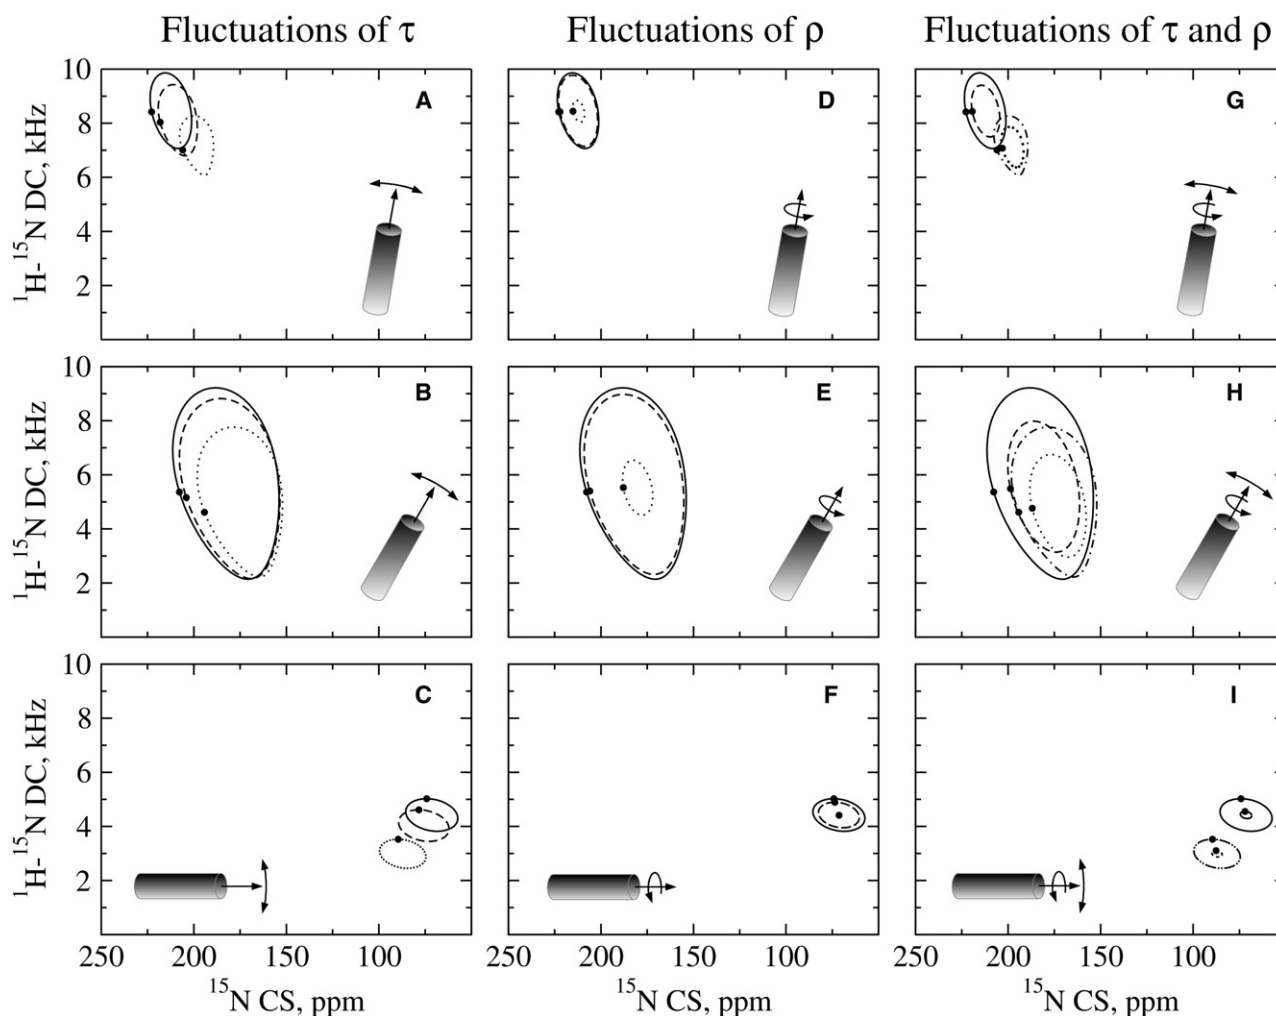 Fluctuations of τ Fluctuations of ρ Fluctuations of τ and ρ
10 A D G
8
6
4
2
¹H-¹⁵N DC, kHz
10 B E H
8
6
4
2
¹H-¹⁵N DC, kHz
10 C F I
8
6
4
2
¹H-¹⁵N DC, kHz
250 200 150 100 250 200 150 100 250 200 150 100
¹⁵N CS, ppm ¹⁵N CS, ppm ¹⁵N CS, ppm